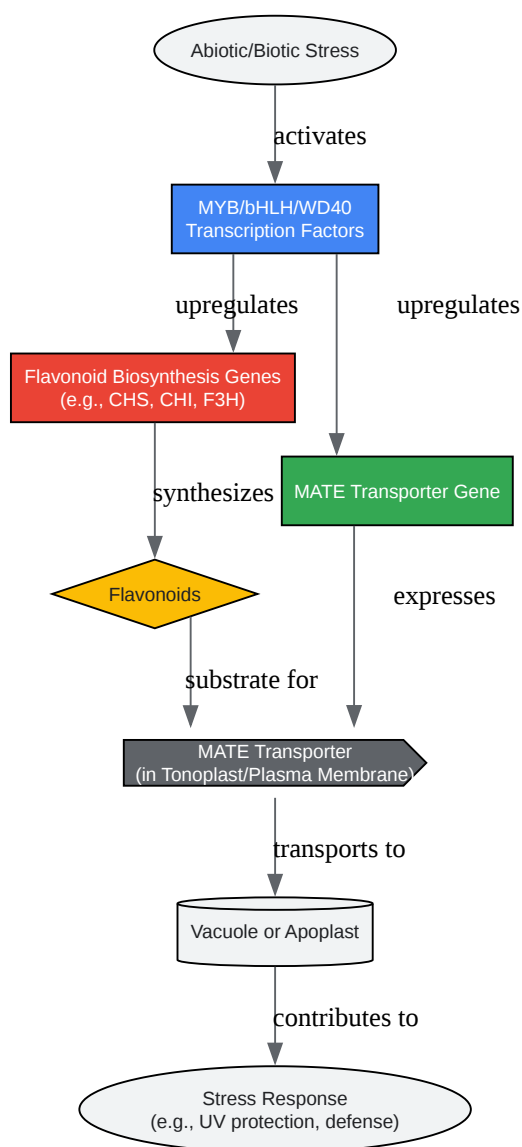 Abiotic/Biotic Stress
activates
MYB/bHLH/WD40
Transcription Factors
upregulates
upregulates
Flavonoid Biosynthesis Genes
(e.g., CHS, CHI, F3H)
synthesizes
MATE Transporter Gene
Flavonoids
expresses
substrate for
MATE Transporter
(in Tonoplast/Plasma Membrane)
transports to
Vacuole or Apoplast
contributes to
Stress Response
(e.g., UV protection, defense)